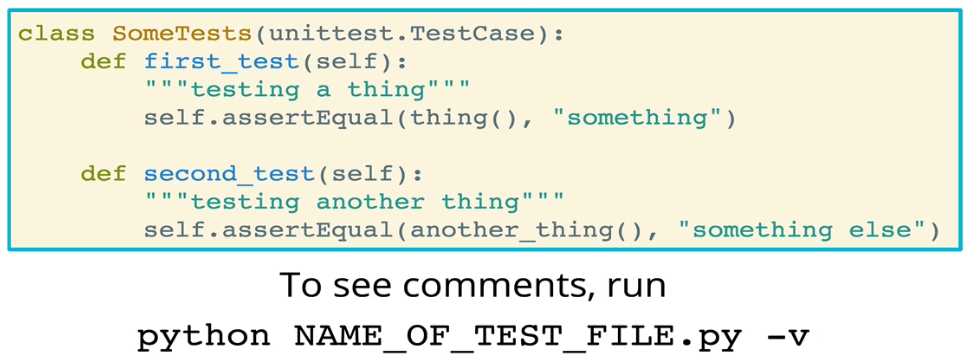 class SomeTests(unittest.TestCase):
    def first_test(self):
        """testing a thing"""
        self.assertEqual(thing(), "something")

    def second_test(self):
        """testing another thing"""
        self.assertEqual(another_thing(), "something else")
To see comments, run
python NAME_OF_TEST_FILE.py -v